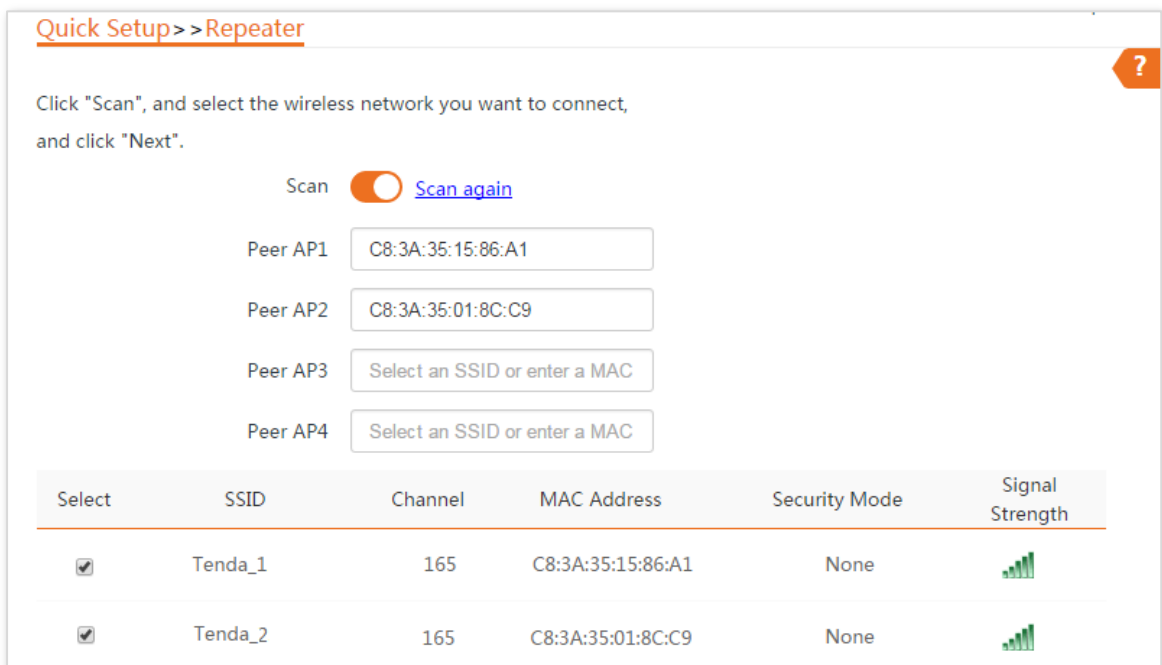 Quick Setup>>Repeater
?
Click "Scan", and select the wireless network you want to connect,
and click "Next".
Scan Scan again
Peer AP1 C8:3A:35:15:86:A1
Peer AP2 C8:3A:35:01:8C:C9
Peer AP3 Select an SSID or enter a MAC
Peer AP4 Select an SSID or enter a MAC
Select SSID Channel MAC Address Security Mode Signal Strength
Tenda_1 165 C8:3A:35:15:86:A1 None
Tenda_2 165 C8:3A:35:01:8C:C9 None